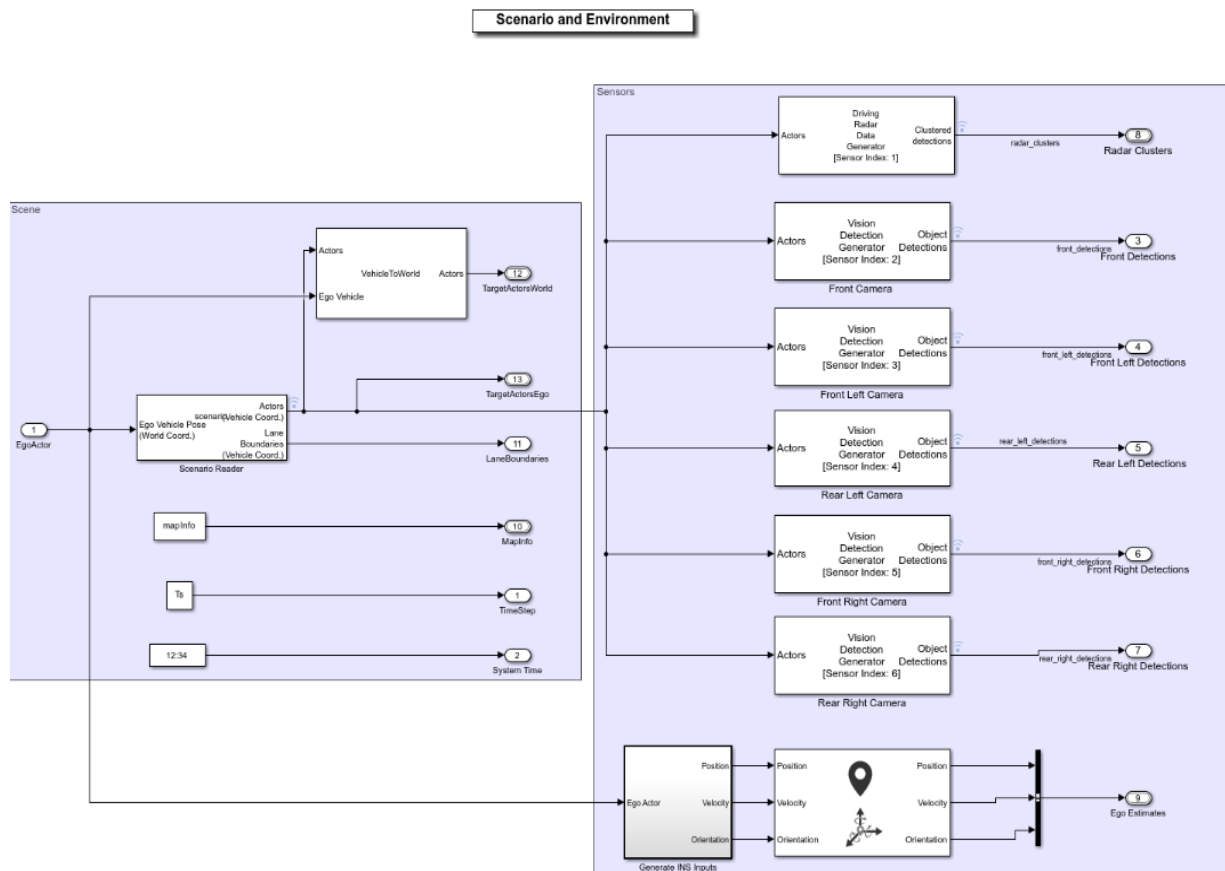 Scenario and Environment
Scene
Actors
VehicleToWorld
Actors
Ego Vehicle
12
TargetActorsWorld
13
TargetActorsEgo
1
EgoActor
Ego Vehicle Pose
(World Coord.)
scenario
Actors
(Vehicle Coord.)
Lane
Boundaries
(Vehicle Coord.)
Scenario Reader
11
LaneBoundaries
mapInfo
10
MapInfo
Ts
1
TimeStep
12:34
2
System Time
Sensors
Actors
Driving
Radar
Data
Generator
[Sensor Index: 1]
Clustered
detections
radar_clusters
8
Radar Clusters
Actors
Vision
Detection
Generator
[Sensor Index: 2]
Object
Detections
Front Camera
front_detections
3
Front Detections
Actors
Vision
Detection
Generator
[Sensor Index: 3]
Object
Detections
Front Left Camera
front_left_detections
4
Front Left Detections
Actors
Vision
Detection
Generator
[Sensor Index: 4]
Object
Detections
Rear Left Camera
rear_left_detections
5
Rear Left Detections
Actors
Vision
Detection
Generator
[Sensor Index: 5]
Object
Detections
Front Right Camera
front_right_detections
6
Front Right Detections
Actors
Vision
Detection
Generator
[Sensor Index: 6]
Object
Detections
Rear Right Camera
rear_right_detections
7
Rear Right Detections
Ego Actor
Position
Velocity
Orientation
Generate INS Inputs
Position
Velocity
Orientation
Position
Velocity
Orientation
9
Ego Estimates